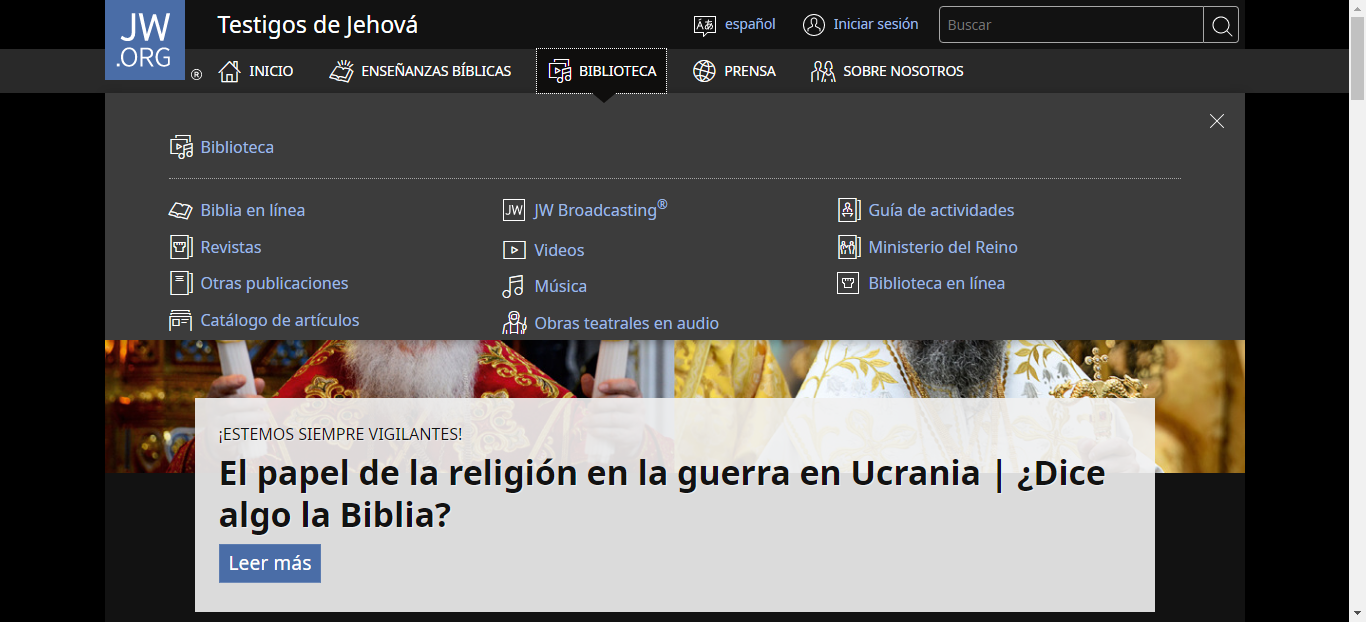 JW
.ORG
®
Testigos de Jehová
español
Iniciar sesión
Buscar
INICIO
ENSEÑANZAS BÍBLICAS
BIBLIOTECA
PRENSA
SOBRE NOSOTROS
Biblioteca
Biblia en línea
Revistas
Otras publicaciones
Catálogo de artículos
JW JW Broadcasting®
Videos
Música
Obras teatrales en audio
Guía de actividades
Ministerio del Reino
Biblioteca en línea
¡ESTEMOS SIEMPRE VIGILANTES!
El papel de la religión en la guerra en Ucrania | ¿Dice
algo la Biblia?
Leer más